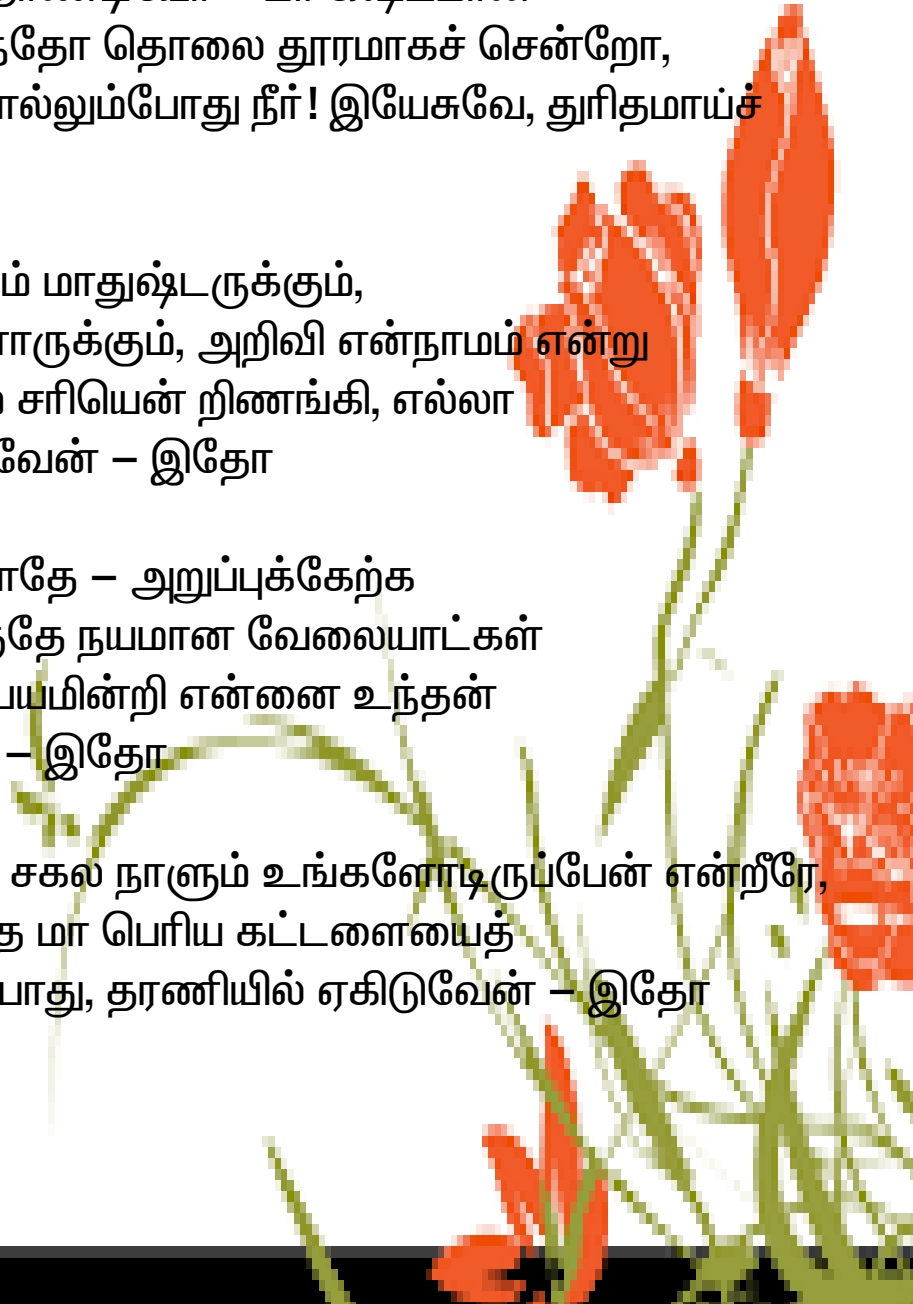 தொலை தூரமாகச் சென்றோ,
நீர்! இயேசுவே, துரிதமாய்ச்
மாதுஷ்டருக்கும்,
அறிவி என்நாமம் என்று
சரியென் றிணங்கி, எல்லா
– இதோ
– அறுப்புக்கேற்க
நயமான வேலையாட்கள்
என்னை உந்தன்
– இதோ
சகல நாளும் உங்களோடிருப்பேன் என்றீரே,
மா பெரிய கட்டளையைத்
தரணியில் ஏகிடுவேன் – இதோ